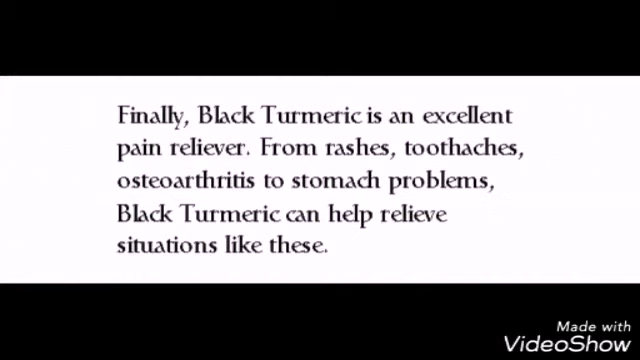 Finally, Black Turmeric is an excellent
pain reliever. From rashes, toothaches,
osteoarthritis to stomach problems,
Black Turmeric can help relieve
situations like these.
Made with
VideoShow